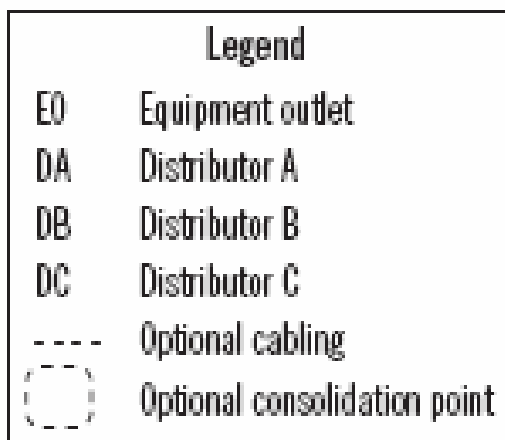 Legend
EO Equipment outlet
DA Distributor A
DB Distributor B
DC Distributor C
Optional cabling
Optional consolidation point